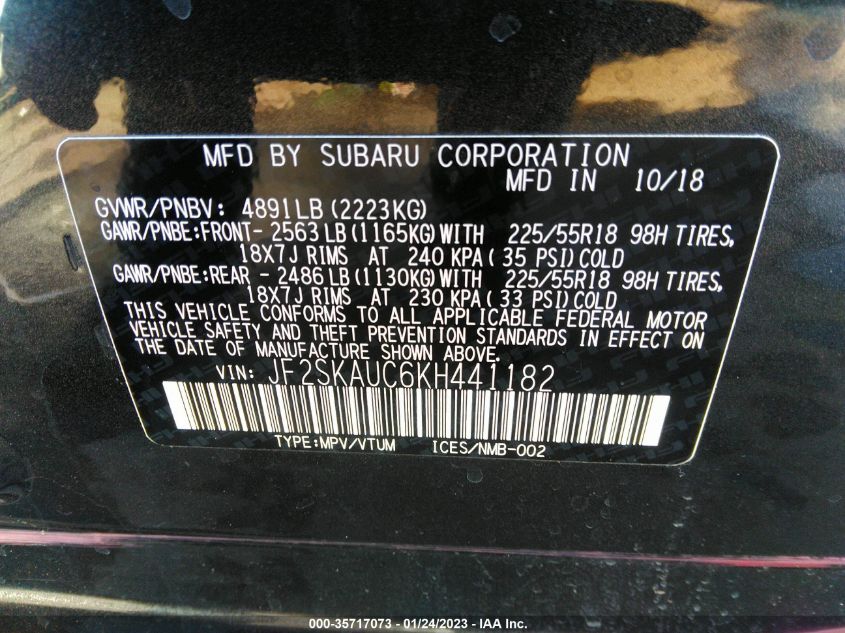 MFD BY SUBARU CORPORATION
MFD IN 10/18
GVWR/PNBV: 4891LB (2223KG)
GAWR/PNBE:FRONT- 2563 LB (1165KG) WITH 225/55R18 98H TIRES,
18X7J RIMS AT 240 KPA ( 35 PSI) COLD
GAWR/PNBE:REAR - 2486 LB (1130KG) WITH 225/55R18 98H TIRES,
18X7J RIMS AT 230 KPA ( 33 PSI) COLD
THIS VEHICLE CONFORMS TO ALL APPLICABLE FEDERAL MOTOR
VEHICLE SAFETY AND THEFT PREVENTION STANDARDS IN EFFECT ON
THE DATE OF MANUFACTURE SHOWN ABOVE.
VIN: JF2SKAUC6KH441182
TYPE:MPV/VTUM ICES/NMB-002
000-35717073 - 01/24/2023 - IAA Inc.